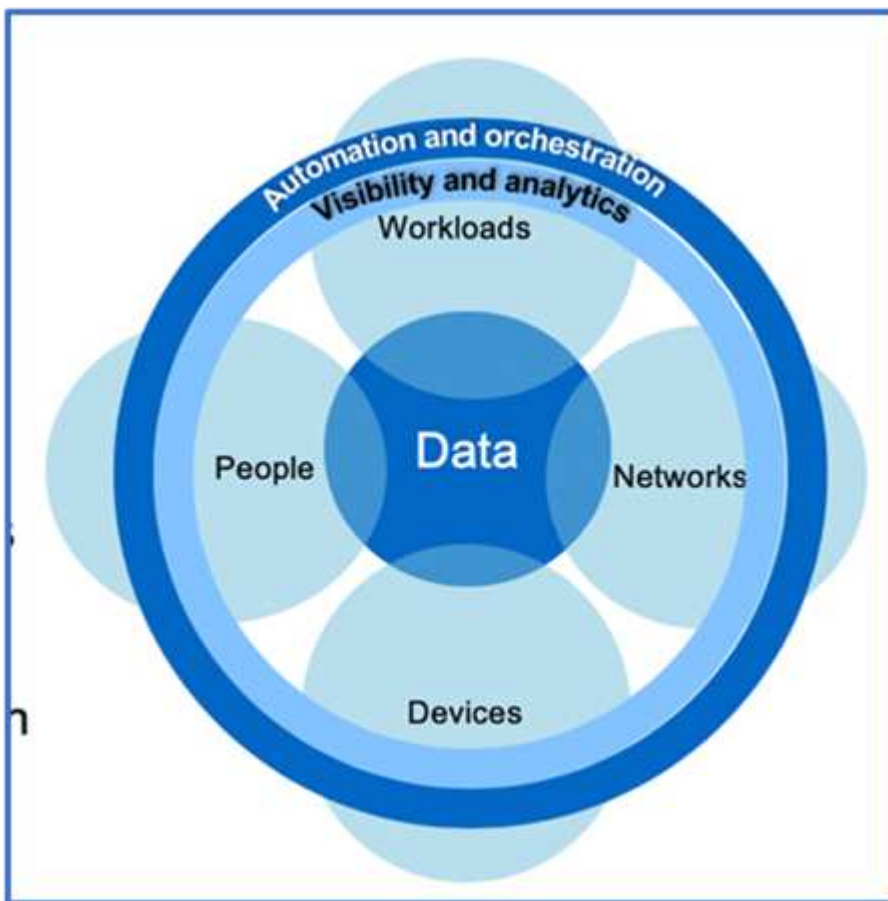 Automation and orchestration
Visibility and analytics
Workloads
People
Data
Networks
s
Devices
n